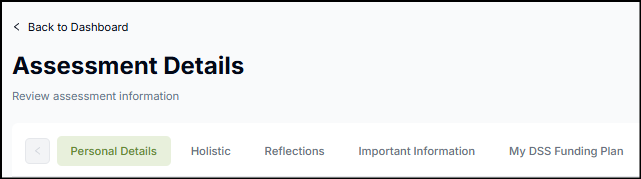 Back to Dashboard
Assessment Details
Review assessment information
Personal Details Holistic Reflections Important Information My DSS Funding Plan